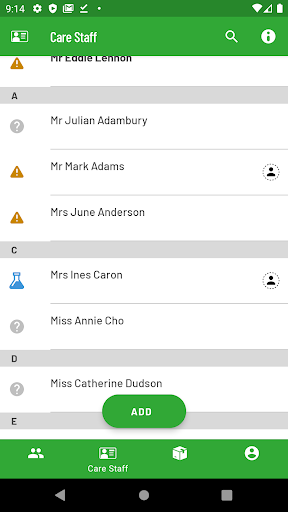 9:14
Care Staff
Mr Eddie Lennon
A
Mr Julian Adambury
Mr Mark Adams
Mrs June Anderson
C
Mrs Ines Caron
Miss Annie Cho
D
Miss Catherine Dudson
ADD
E
Care Staff